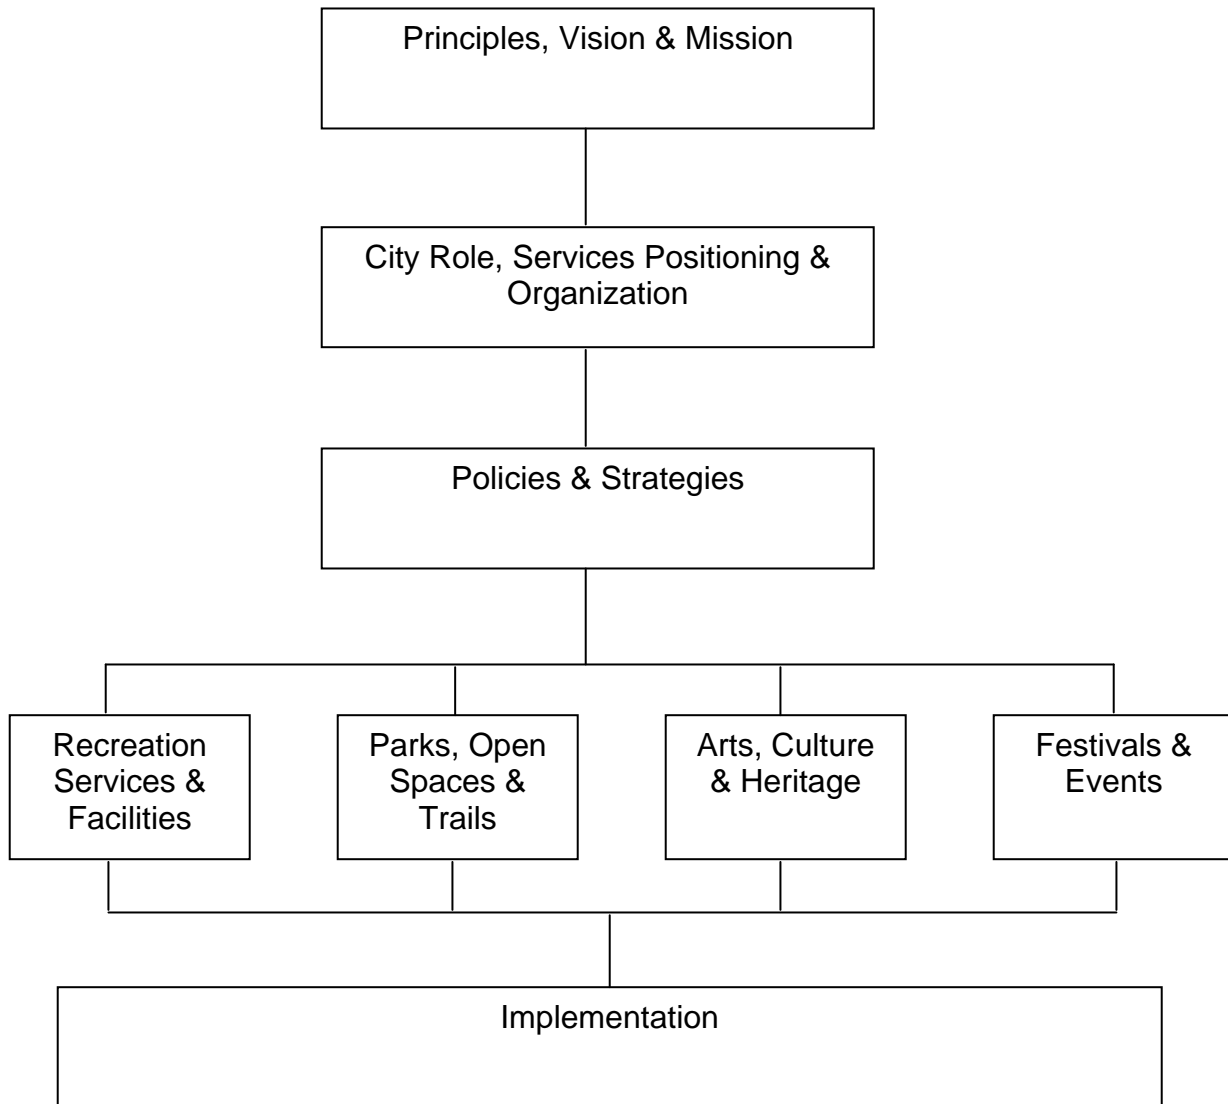 Principles, Vision & Mission
City Role, Services Positioning &
Organization
Policies & Strategies
Recreation
Services &
Facilities
Parks, Open
Spaces &
Trails
Arts, Culture
& Heritage
Festivals &
Events
Implementation